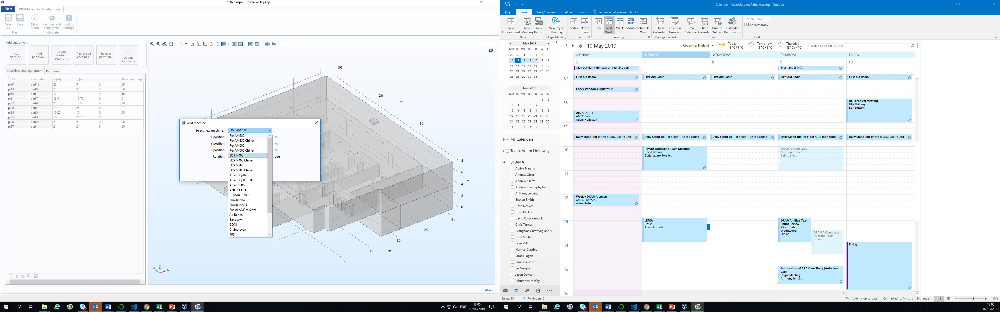 Untitled.mph - DramaFacilityApp
File
DRAMA facility climate model
Save as
Save
Main Menu
Machines and equipment
Facility settings
File
Navigate
Add equipment
Add machine...
Add partition...
Update machine settings...
Remove all machines...
Remove partition...
Update Geometry
Machines and equipment
Partitions
ID Geometry x [m] y [m] z [m] Rotation (deg)
pi20 part12 23 9 0 90
pi13 part9 21 9 0 90
pi19 part10 17 10 0 180
pi21 part7 13.5 16.75 0 0
pi22 part4 21 16.5 0 90
pi28 part23 19 24 0 270
pi24 part5 10.25 15 0 90
pi25 part30 10 28.75 0 0
pi26 part21 2 23 0 90
pi27 part14 2 21 0 90
30
20
m
10
8
6
4
m
2
0
25
20
15
10
m
5
z
y
x
Add machine
Select new machine... RenAM250
X position: m
Y position: m
Z position: m
Rotation: deg
RenAM250
RenAM250 Chiller
RenAM500
RenAM500 Chiller
EOS M400
EOS M400 Chiller
EOS M280
EOS M280 Chiller
Arcam Q20+
Arcam Q20 Chiller
Arcam PRS
ActOn CHEF
Guyson F1600
Ruwac NA7
Ruwac NA35
Russel AMPro Sieve
Air Bench
Bandsaw
GOM
Drying oven
PRS
About
ENG
13:05
07/05/2019
Calendar - Adam.Roberts@the-mtc.org - Outlook
File Home Send / Receive Folder View Tell me what you want to do...
New Appointment
New Meeting
New Items
New Skype Meeting
Today
Next 7 Days
Day
Work Week
Week
Month
Schedule View
Open Calendar
Calendar Groups
E-mail Calendar
Share Calendar
Publish Online
Calendar Permissions
Search People
Address Book
New
Skype Meeting
Go To
Arrange
Manage Calendars
Share
Find
May 2019
MO TU WE TH FR SA SU
29 30 1 2 3 4 5
6 7 8 9 10 11 12
13 14 15 16 17 18 19
20 21 22 23 24 25 26
27 28 29 30 31
June 2019
MO TU WE TH FR SA SU
1 2
3 4 5 6 7 8 9
10 11 12 13 14 15 16
17 18 19 20 21 22 23
24 25 26 27 28 29 30
1 2 3 4 5 6 7
My Calendars
Team: Adam Holloway
DRAMA
Aditya Narang
Andrew Offor
Andrew Silcox
Andrew Triantaphyllou
Anthony Jenkins
Bethan Smith
Chris Denyer
Chris Packer
David Ross-Pinnock
Chris Turner
Evangelos Chatzivagiannis
Faraz Shahid
Faye Mills
Harmail Sandhu
James Logan
James Simmons
Jas Sangha
Jason Dawes
Johnathen McKay
6 - 10 May 2019
Coventry, England
Today
13°C/7°C
Tomorrow
13°C/7°C
Thursday
13°C/4°C
Search Calendar (Ctrl+E)
MONDAY TUESDAY WEDNESDAY THURSDAY FRIDAY
6 7 8 9 10
May Day Bank Holiday; United Kingdom
Prashant at MTC
07
First Aid Radio
First Aid Radio
First Aid Radio
First Aid Radio
First Aid Radio
Check Windows updates; PC
08
DE Technical meeting
Tilly Shilling
Ben Dutton
AH/AR 1-2-1
AMTC Cafe
Adam Holloway
09
Daily Stand-up; 1st Floor ARC; Joe Young
Daily Stand-up; 1st Floor ARC; Joe Young
Daily Stand-up; 1st Floor ARC; Joe Young
Daily Stand-up; 1st Floor ARC; Joe Young
Daily Stand-up; 1st Floor ARC; Joe Young
10
Physics Modelling Team Meeting
David Brown
Borja Lazaro Toralles
DRAMA Open Labs
Meeting Room 1
Belinda Hothi
11
12
Weekly DRAMA Lunch
AMTC Canteen
Adam Roberts
13
LEFEA
Desks
Adam Roberts
DRAMA - Blue Team
Sprint Review
P5 - Josiah
Wedgwood
Drama
DRAMA Open Labs
Meeting Room 1
Drama
14
Friday
15
Automation of ARA Case Study (Autodesk
Call)
Skype Meeting
Anthony Jenkins
16
Items: 25
Reminders: 2
This folder is up to date.
Connected to: Microsoft Exchange
110%
13:05
07/05/2019